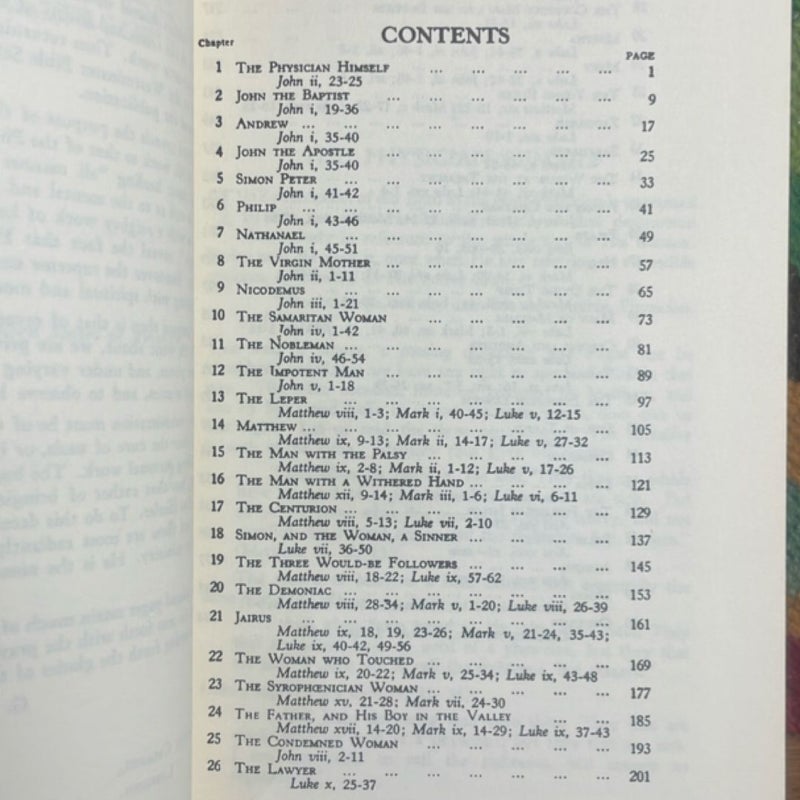 CONTENTS
Chapter
PAGE
1 THE PHYSICIAN HIMSELF ... ... ... ... ... 1
John ii, 23-25
2 JOHN THE BAPTIST ... ... ... ... ... ... 9
John i, 19-36
3 ANDREW ... ... ... ... ... ... ... ... 17
John i, 35-40
4 JOHN THE APOSTLE ... ... ... ... ... ... 25
John i, 35-40
5 SIMON PETER ... ... ... ... ... ... ... 33
John i, 41-42
6 PHILIP ... ... ... ... ... ... ... 41
John i, 43-46
7 NATHANAEL ... ... ... ... ... ... ... 49
John i, 45-51
8 THE VIRGIN MOTHER ... ... ... ... ... ... 57
John ii, 1-11
9 NICODEMUS ... ... ... ... ... ... ... 65
John iii, 1-21
10 THE SAMARITAN WOMAN ... ... ... ... ... 73
John iv, 1-42
11 THE NOBLEMAN ... ... ... ... ... ... ... 81
John iv, 46-54
12 THE IMPOTENT MAN ... ... ... ... ... ... 89
John v, 1-18
13 THE LEPER ... ... ... ... ... ... ... 97
Matthew viii, 1-3; Mark i, 40-45; Luke v, 12-15
14 MATTHEW ... ... ... ... ... ... ... ... 105
Matthew ix, 9-13; Mark ii, 14-17; Luke v, 27-32
15 THE MAN WITH THE PALSY ... ... ... ... ... 113
Matthew ix, 2-8; Mark ii, 1-12; Luke v, 17-26
16 THE MAN WITH A WITHERED HAND ... ... ... ... 121
Matthew xii, 9-14; Mark iii, 1-6; Luke vi, 6-11
17 THE CENTURION ... ... ... ... ... ... ... 129
Matthew viii, 5-13; Luke vii, 2-10
18 SIMON, AND THE WOMAN, A SINNER ... ... ... ... 137
Luke vii, 36-50
19 THE THREE WOULD-BE FOLLOWERS ... ... ... ... 145
Matthew viii, 18-22; Luke ix, 57-62
20 THE DEMONIAC ... ... ... ... ... ... ... 153
Matthew viii, 28-34; Mark v, 1-20; Luke viii, 26-39
21 JAIRUS ... ... ... ... ... ... ... 161
Matthew ix, 18, 19, 23-26; Mark v, 21-24, 35-43;
Luke ix, 40-42, 49-56
22 THE WOMAN WHO TOUCHED ... ... ... ... ... 169
Matthew ix, 20-22; Mark v, 25-34; Luke ix, 43-48
23 THE SYROPHŒNICIAN WOMAN ... ... ... ... ... 177
Matthew xv, 21-28; Mark vii, 24-30
24 THE FATHER, AND HIS BOY IN THE VALLEY ... ... 185
Matthew xvii, 14-20; Mark ix, 14-29; Luke ix, 37-43
25 THE CONDEMNED WOMAN ... ... ... ... ... 193
John viii, 2-11
26 THE LAWYER ... ... ... ... ... ... ... 201
Luke x, 25-37